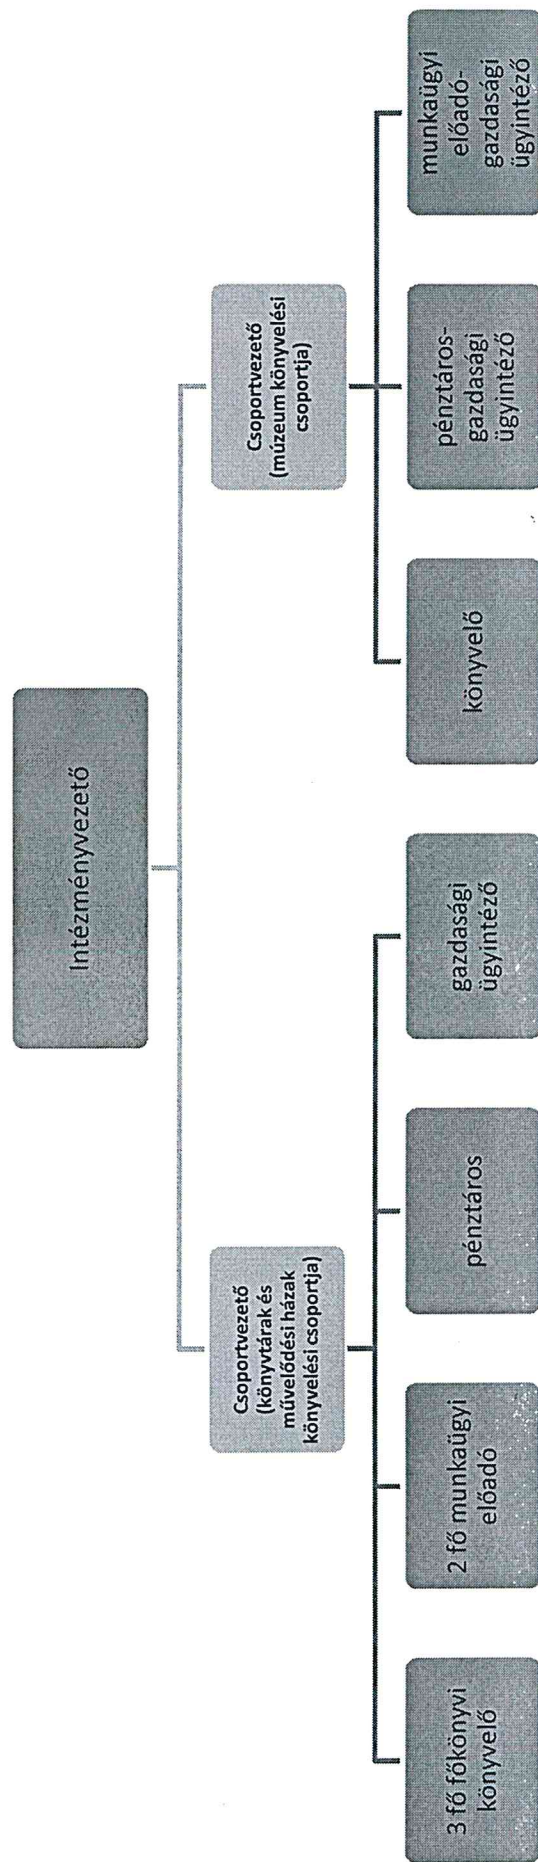 Intézményvezető
Csoportvezető
(könyvtárak és
művelődési házak
könyvelési csoportja)
Csoportvezető
(múzeum könyvelési
csoportja)
3 fő főkönyvi
könyvelő
2 fő munkaügyi
előadó
pénztáros
gazdasági
ügyintéző
könyvelő
pénztáros-
gazdasági
ügyintéző
munkaügyi
előadó-
gazdasági
ügyintéző